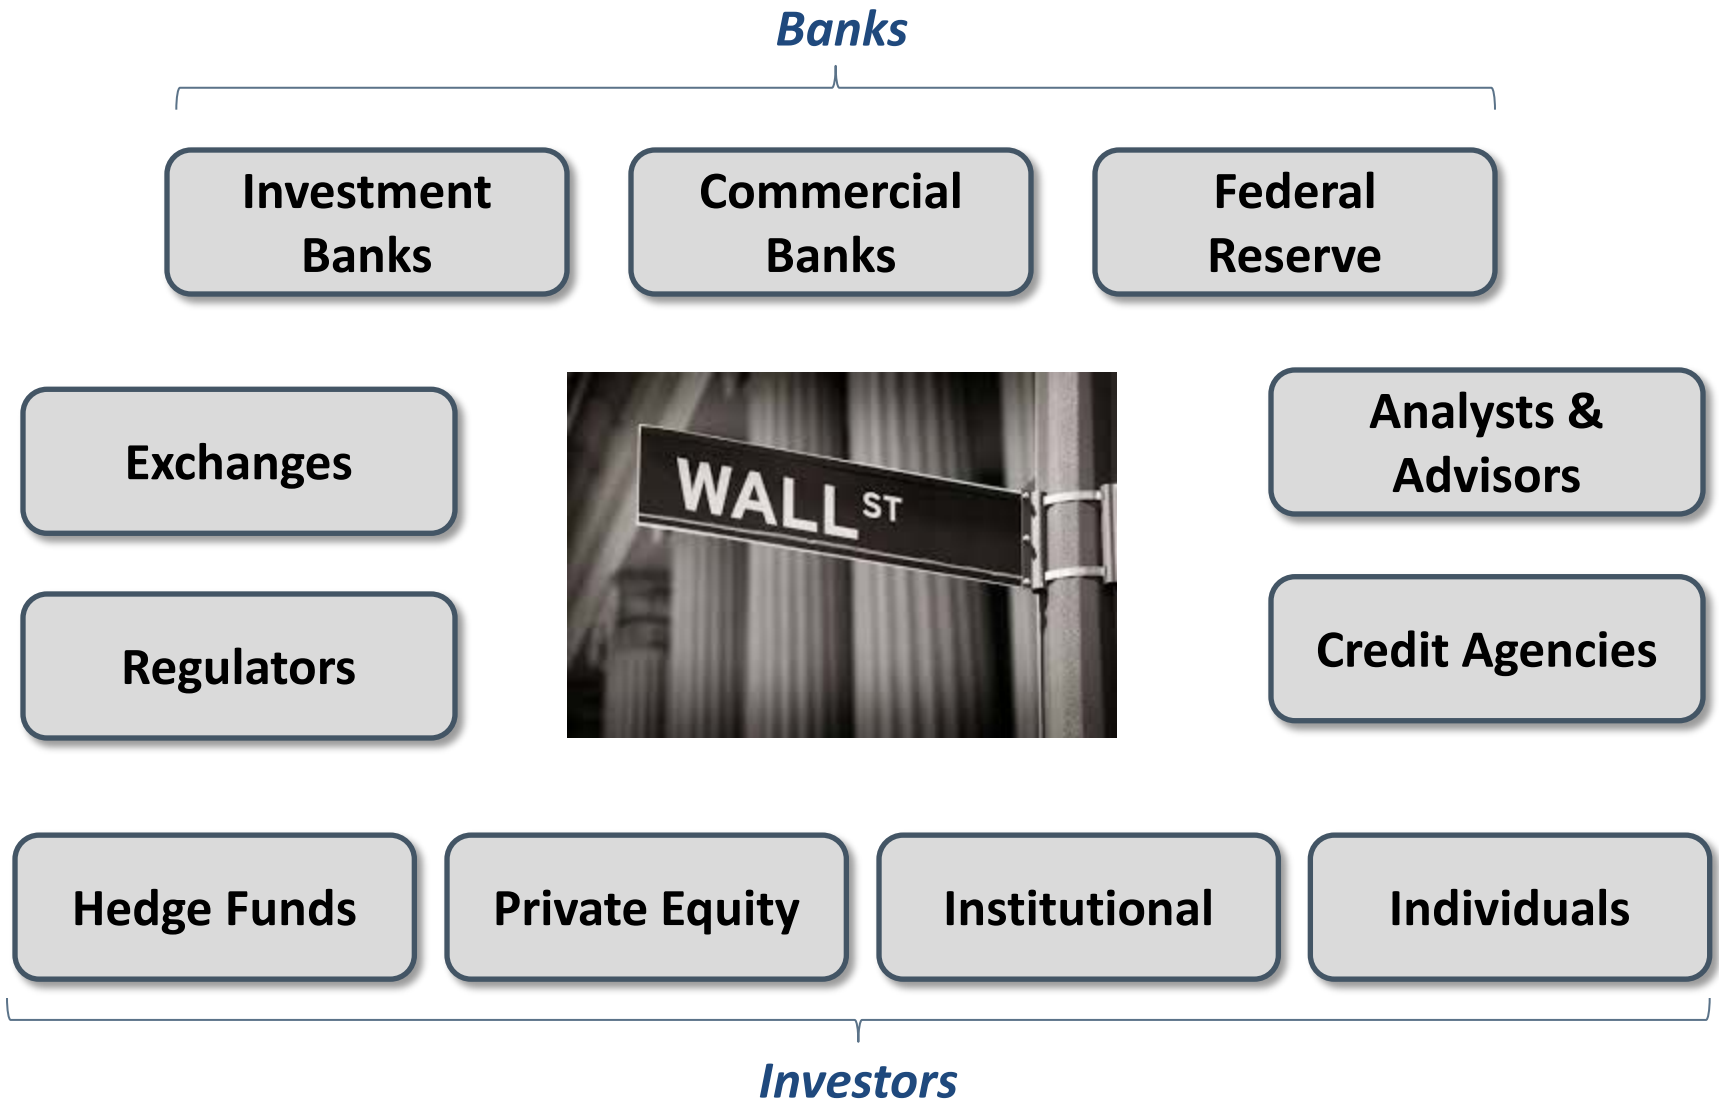 Banks
Investment
Banks
Commercial
Banks
Federal
Reserve
Exchanges
WALL ST
Analysts &
Advisors
Regulators
Credit Agencies
Hedge Funds
Private Equity
Institutional
Individuals
Investors